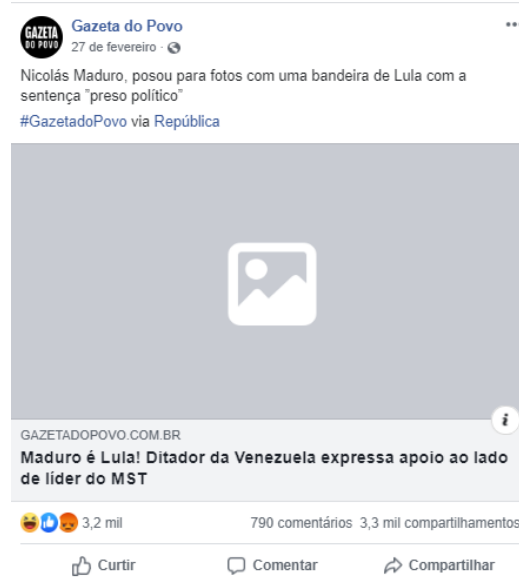 GAZETA
DO POVO
Gazeta do Povo
27 de fevereiro ·
Nicolás Maduro, posou para fotos com uma bandeira de Lula com a
sentença "preso político"
#GazetadoPovo via República
i
GAZETADOPOVO.COM.BR
Maduro é Lula! Ditador da Venezuela expressa apoio ao lado
de líder do MST
3,2 mil 790 comentários 3,3 mil compartilhamentos
Curtir Comentar Compartilhar